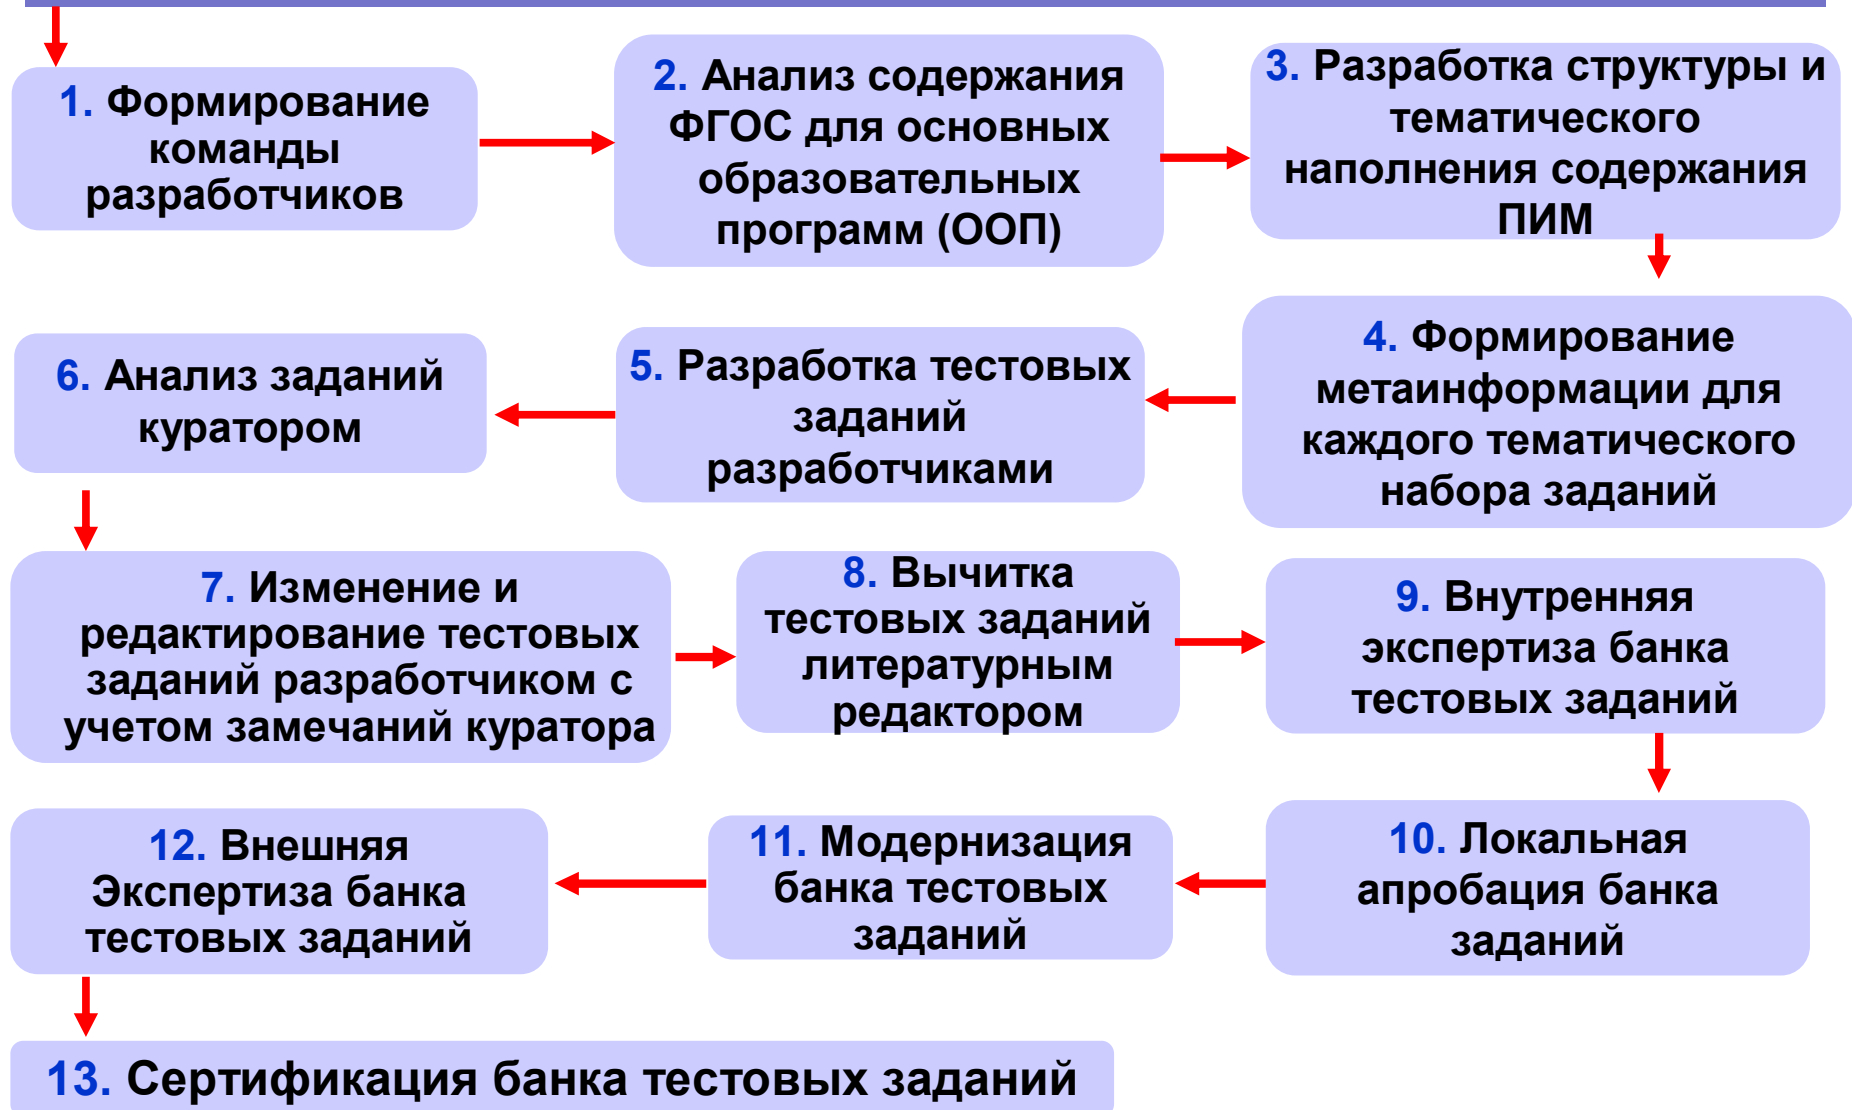 1. Формирование
команды
разработчиков
2. Анализ содержания
ФГОС для основных
образовательных
программ (ООП)
3. Разработка структуры и
тематического
наполнения содержания
ПИМ
4. Формирование
метаинформации для
каждого тематического
набора заданий
5. Разработка тестовых
заданий
разработчиками
6. Анализ заданий
куратором
7. Изменение и
редактирование тестовых
заданий разработчиком с
учетом замечаний куратора
8. Вычитка
тестовых заданий
литературным
редактором
9. Внутренняя
экспертиза банка
тестовых заданий
10. Локальная
апробация банка
заданий
11. Модернизация
банка тестовых
заданий
12. Внешняя
Экспертиза банка
тестовых заданий
13. Сертификация банка тестовых заданий